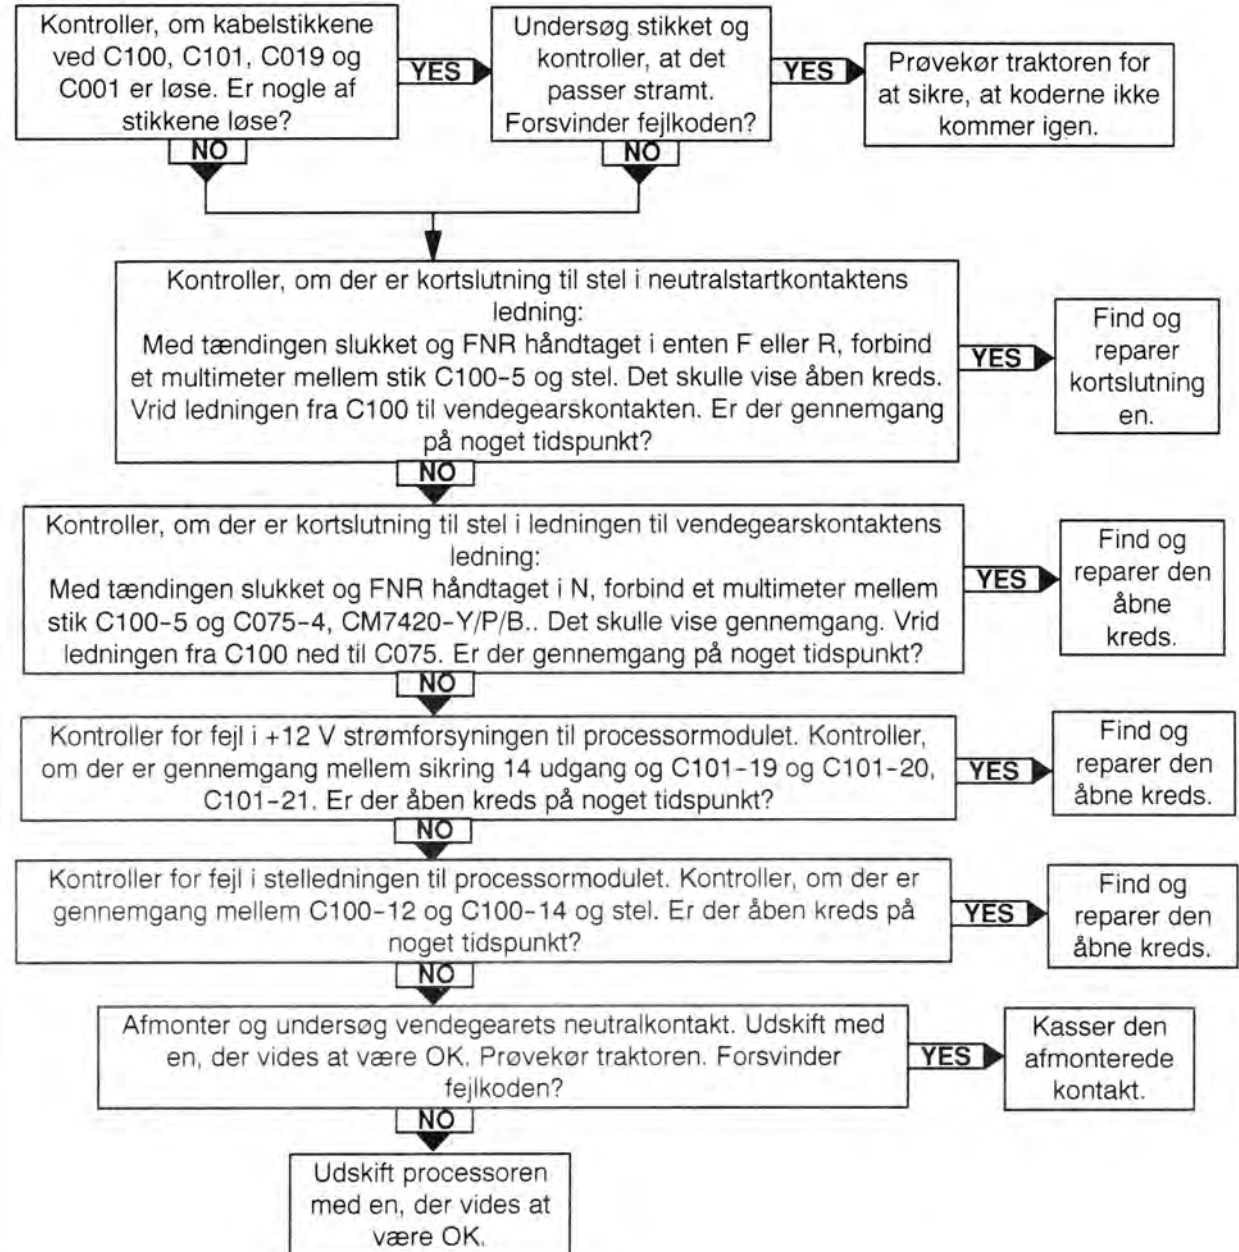 Kontroller, om kabelstikkene
ved C100, C101, C019 og
C001 er løse. Er nogle af
stikkene løse?
YES
Undersøg stikket og
kontroller, at det
passer stramt.
Forsvinder fejlkoden?
YES
Prøvekør traktoren for
at sikre, at koderne ikke
kommer igen.
NO
NO
Kontroller, om der er kortslutning til stel i neutralstartkontaktens
ledning:
Med tændingen slukket og FNR håndtaget i enten F eller R, forbind
et multimeter mellem stik C100-5 og stel. Det skulle vise åben kreds.
Vrid ledningen fra C100 til vendegearskontakten. Er der gennemgang
på noget tidspunkt?
YES
Find og
reparer
kortslutning
en.
NO
Kontroller, om der er kortslutning til stel i ledningen til vendegearskontaktens
ledning:
Med tændingen slukket og FNR håndtaget i N, forbind et multimeter mellem
stik C100-5 og C075-4, CM7420-Y/P/B.. Det skulle vise gennemgang. Vrid
ledningen fra C100 ned til C075. Er der gennemgang på noget tidspunkt?
YES
Find og
reparer den
åbne
kreds.
NO
Kontroller for fejl i +12 V strømforsyningen til processormodulet. Kontroller,
om der er gennemgang mellem sikring 14 udgang og C101-19 og C101-20,
C101-21. Er der åben kreds på noget tidspunkt?
YES
Find og
reparer den
åbne kreds.
NO
Kontroller for fejl i stelledningen til processormodulet. Kontroller, om der er
gennemgang mellem C100-12 og C100-14 og stel. Er der åben kreds på
noget tidspunkt?
YES
Find og
reparer den
åbne kreds.
NO
Afmonter og undersøg vendegearets neutralkontakt. Udskift med
en, der vides at være OK. Prøvekør traktoren. Forsvinder
fejlkoden?
YES
Kasser den
afmonterede
kontakt.
NO
Udskift processoren
med en, der vides at
være OK.